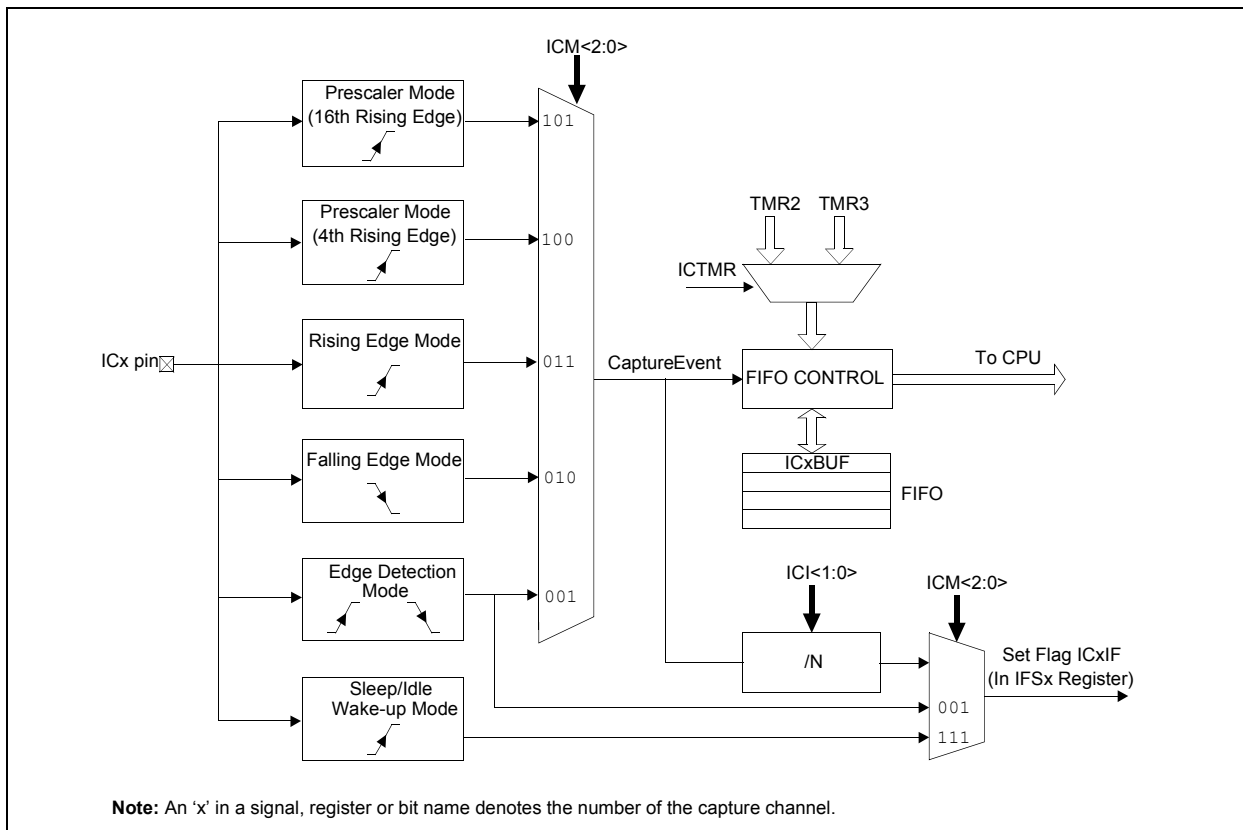 ICM<2:0>
Prescaler Mode
(16th Rising Edge)
101
Prescaler Mode
(4th Rising Edge)
100
TMR2
TMR3
ICTMR
ICx pin
Rising Edge Mode
011
CaptureEvent
FIFO CONTROL
To CPU
Falling Edge Mode
010
ICxBUF
FIFO
Edge Detection
Mode
001
ICI<1:0>
ICM<2:0>
/N
Set Flag ICxIF
(In IFSx Register)
001
111
Sleep/Idle
Wake-up Mode
Note: An ‘x’ in a signal, register or bit name denotes the number of the capture channel.